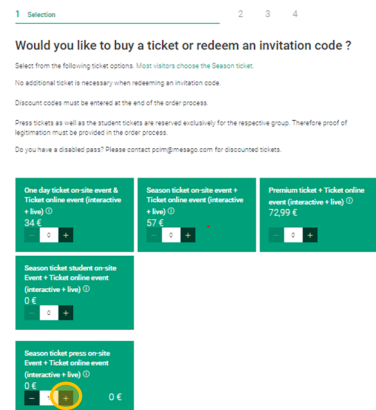 1 Selection 2 3 4
Would you like to buy a ticket or redeem an invitation code ?
Select from the following ticket options. Most visitors choose the Season ticket.
No additional ticket is necessary when redeeming an invitation code.
Discount codes must be entered at the end of the order process.
Press tickets as well as the student tickets are reserved exclusively for the respective group. Therefore proof of
legitimation must be provided in the order process.
Do you have a disabled pass? Please contact pcim@mesago.com for discounted tickets.
One day ticket on-site event &
Ticket online event (interactive
+ live) ⓘ
34 €
− 0 +
Season ticket on-site event +
Ticket online event (interactive
+ live) ⓘ
57 €
− 0 +
Premium ticket + Ticket online
event (interactive + live) ⓘ
72,99 €
− 0 +
Season ticket student on-site
Event + Ticket online event
(interactive + live) ⓘ
0 €
− 0 +
Season ticket press on-site
Event + Ticket online event
(interactive + live) ⓘ
0 €
− + 0 €